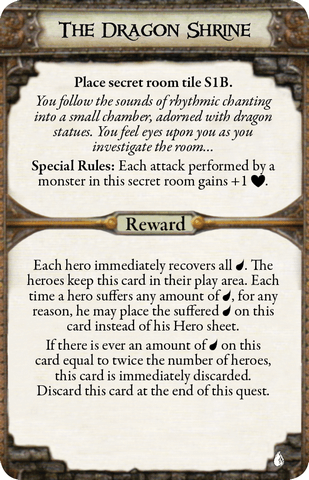 The Dragon Shrine
Place secret room tile S1B.
You follow the sounds of rhythmic chanting
into a small chamber, adorned with dragon
statues. You feel eyes upon you as you
investigate the room...
Special Rules: Each attack performed by a
monster in this secret room gains +1 ♥.
Reward
Each hero immediately recovers all 💧. The
heroes keep this card in their play area. Each
time a hero suffers any amount of 💧, for any
reason, he may place the suffered 💧 on this
card instead of his Hero sheet.
If there is ever an amount of 💧 on this
card equal to twice the number of heroes,
this card is immediately discarded.
Discard this card at the end of this quest.